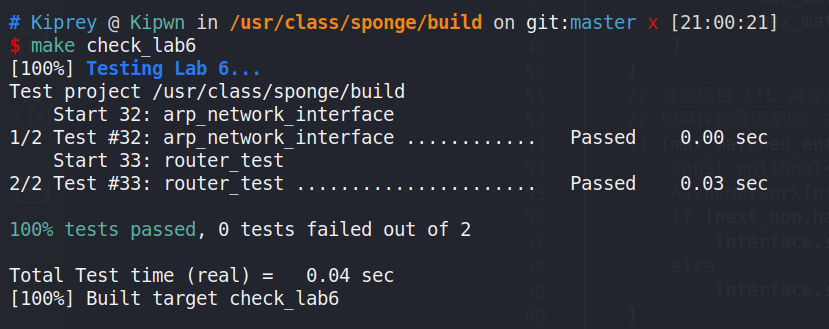 # Kiprey @ Kipwn in /usr/class/sponge/build on git:master x [21:00:21]
$ make check_lab6
[100%] Testing Lab 6...
Test project /usr/class/sponge/build
    Start 32: arp_network_interface
1/2 Test #32: arp_network_interface ............   Passed    0.00 sec
    Start 33: router_test
2/2 Test #33: router_test ......................   Passed    0.03 sec

100% tests passed, 0 tests failed out of 2

Total Test time (real) =   0.04 sec
[100%] Built target check_lab6